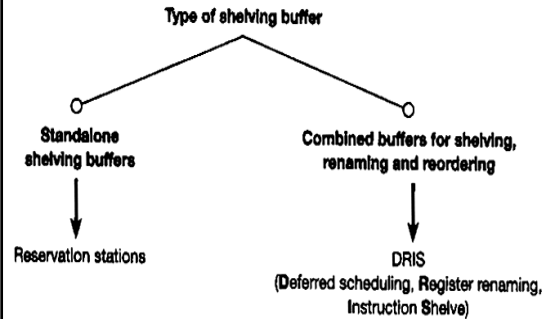 Type of shelving buffer
Standalone
shelving buffers
Combined buffers for shelving,
renaming and reordering
Reservation stations
DRIS
(Deferred scheduling, Register renaming,
Instruction Shelve)